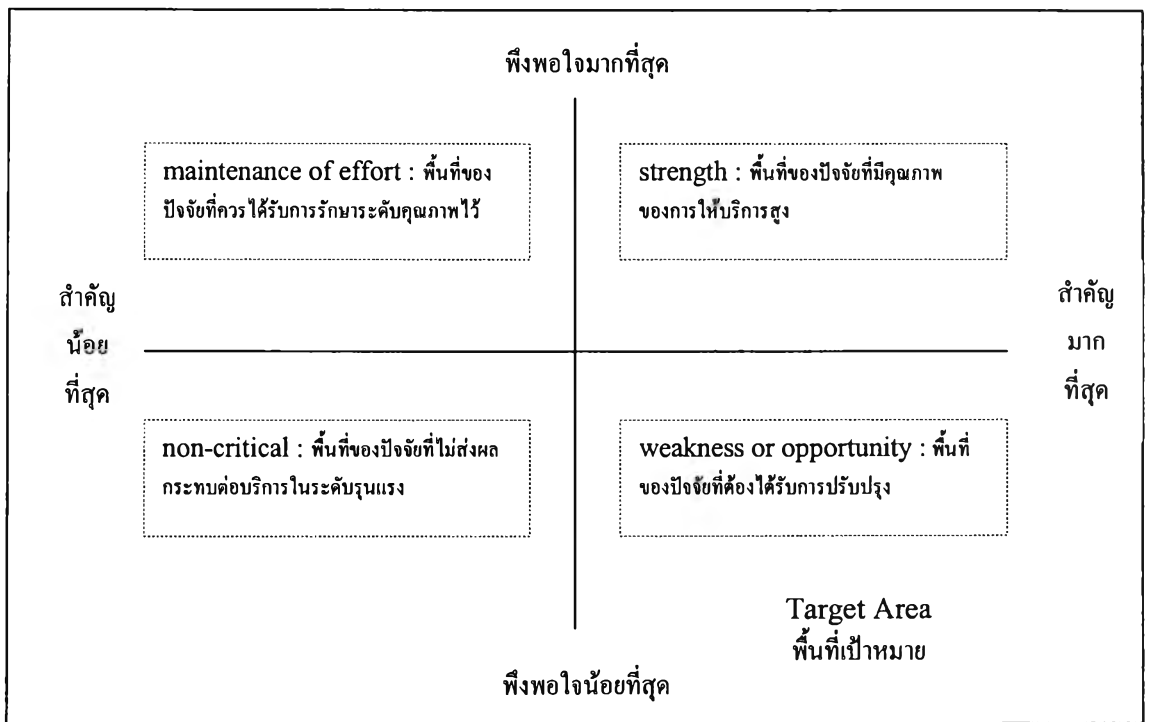 พึงพอใจมากที่สุด
maintenance of effort : พื้นที่ของ
ปัจจัยที่ควรได้รับการรักษาระดับคุณภาพไว้
strength : พื้นที่ของปัจจัยที่มีคุณภาพ
ของการให้บริการสูง
สำคัญ
น้อย
ที่สุด
สำคัญ
มาก
ที่สุด
non-critical : พื้นที่ของปัจจัยที่ไม่ส่งผล
กระทบต่อบริการในระดับรุนแรง
weakness or opportunity : พื้นที่
ของปัจจัยที่ต้องได้รับการปรับปรุง
Target Area
พื้นที่เป้าหมาย
พึงพอใจน้อยที่สุด